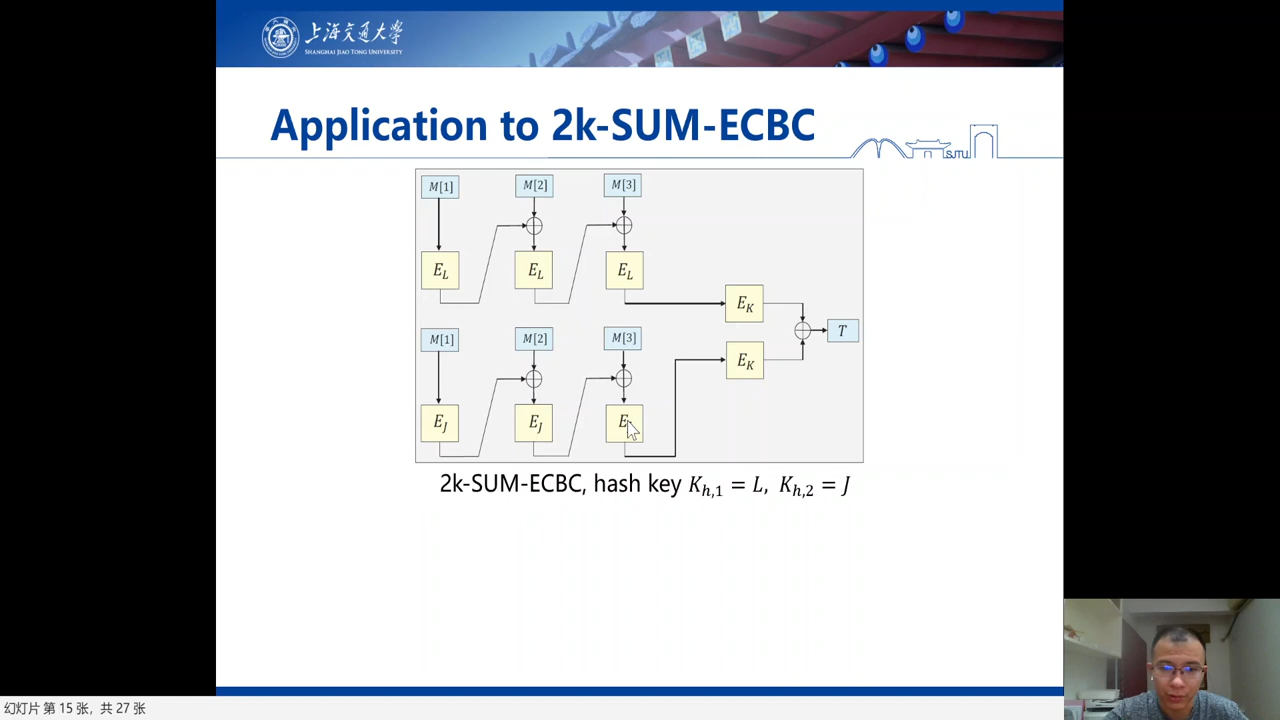 上海交通大学
SHANGHAI JIAO TONG UNIVERSITY
Application to 2k-SUM-ECBC
SJTU
M[1] M[2] M[3]
E_L E_L E_L
E_K
M[1] M[2] M[3]
T
E_K
E_J E_J E
2k-SUM-ECBC, hash key K_{h,1} = L, K_{h,2} = J
幻灯片 第 15 张，共 27 张